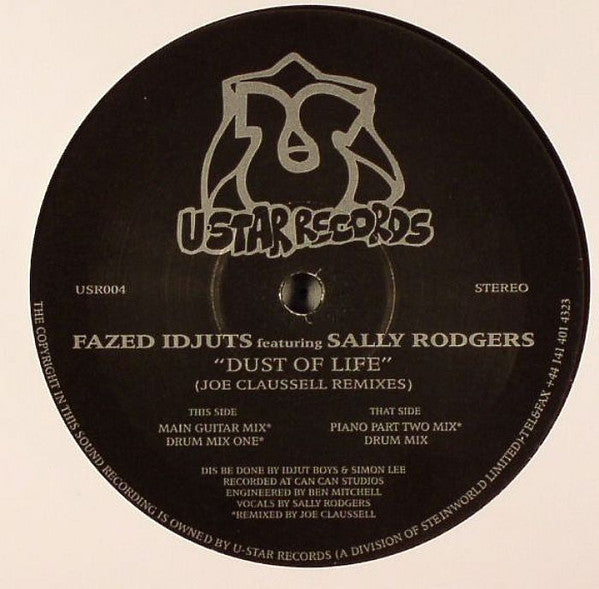 U-STAR RECORDS
USR004
STEREO
FAZED IDJUTS featuring SALLY RODGERS
"DUST OF LIFE"
(JOE CLAUSSELL REMIXES)
THIS SIDE
MAIN GUITAR MIX*
DRUM MIX ONE*
THAT SIDE
PIANO PART TWO MIX*
DRUM MIX
DIS BE DONE BY IDJUT BOYS & SIMON LEE
RECORDED AT CAN CAN STUDIOS
ENGINEERED BY BEN MITCHELL
VOCALS BY SALLY RODGERS
*REMIXED BY JOE CLAUSSELL
THE COPYRIGHT IN THIS SOUND RECORDING IS OWNED BY U-STAR RECORDS (A DIVISION OF STEINWORLD LIMITED)•TEL&FAX +44 141 401 4323